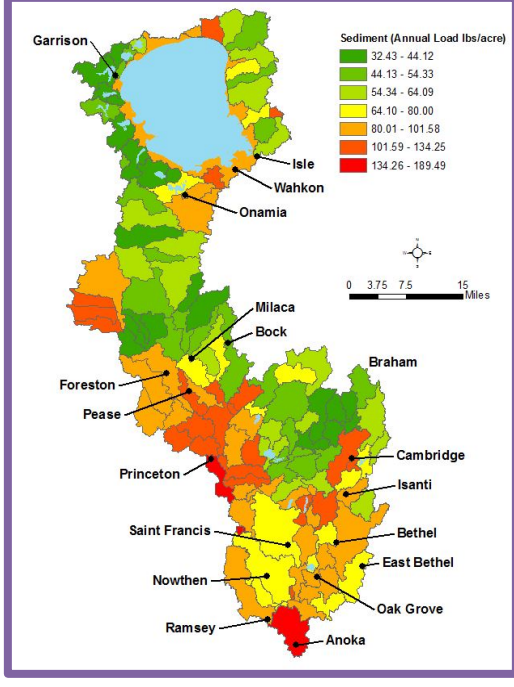 Sediment (Annual Load lbs/acre)
32.43 - 44.12
44.13 - 54.33
54.34 - 64.09
64.10 - 80.00
80.01 - 101.58
101.59 - 134.25
134.26 - 189.49
Garrison
Isle
Wahkon
Onamia
0 3.75 7.5 15
Miles
Milaca
Bock
Braham
Foreston
Pease
Princeton
Cambridge
Isanti
Saint Francis
Bethel
East Bethel
Nowthen
Oak Grove
Ramsey
Anoka